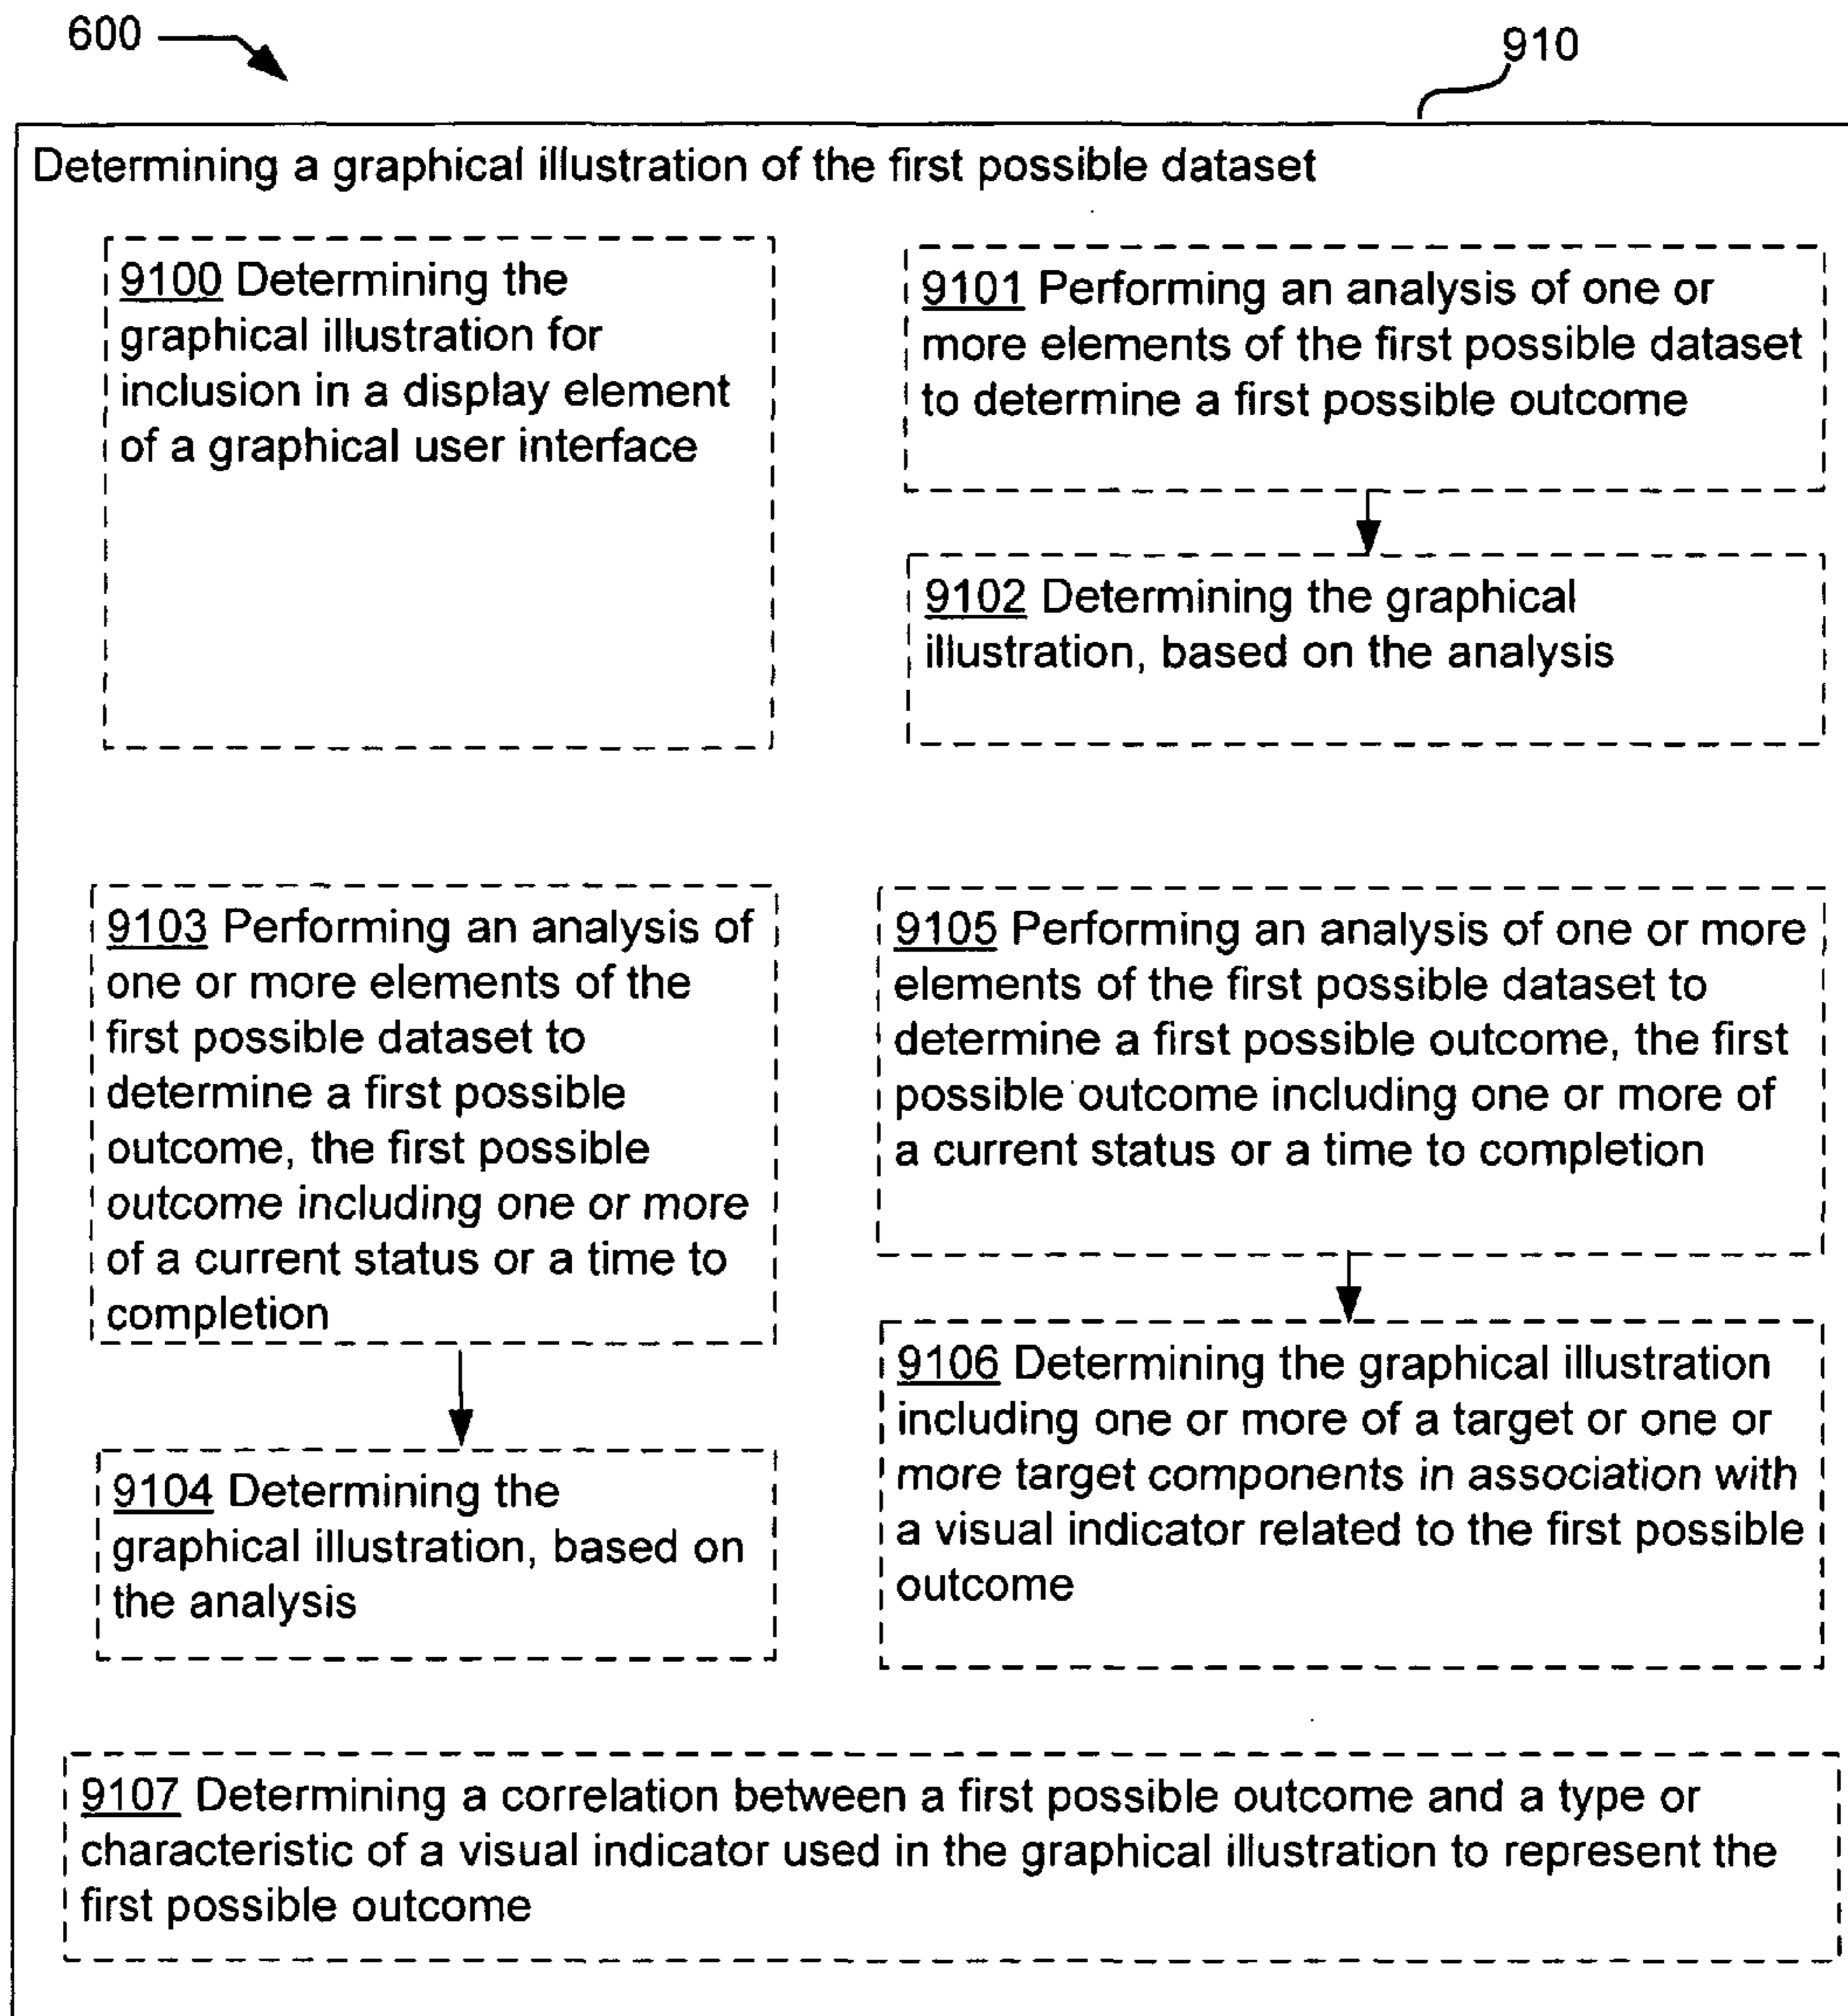 600
910
Determining a graphical illustration of the first possible dataset
9100 Determining the
graphical illustration for
inclusion in a display element
of a graphical user interface
9101 Performing an analysis of one or
more elements of the first possible dataset
to determine a first possible outcome
9102 Determining the graphical
illustration, based on the analysis
9103 Performing an analysis of
one or more elements of the
first possible dataset to
determine a first possible
outcome, the first possible
outcome including one or more
of a current status or a time to
completion
9104 Determining the
graphical illustration, based on
the analysis
9105 Performing an analysis of one or more
elements of the first possible dataset to
determine a first possible outcome, the first
possible outcome including one or more of
a current status or a time to completion
9106 Determining the graphical illustration
including one or more of a target or one or
more target components in association with
a visual indicator related to the first possible
outcome
9107 Determining a correlation between a first possible outcome and a type or
characteristic of a visual indicator used in the graphical illustration to represent the
first possible outcome